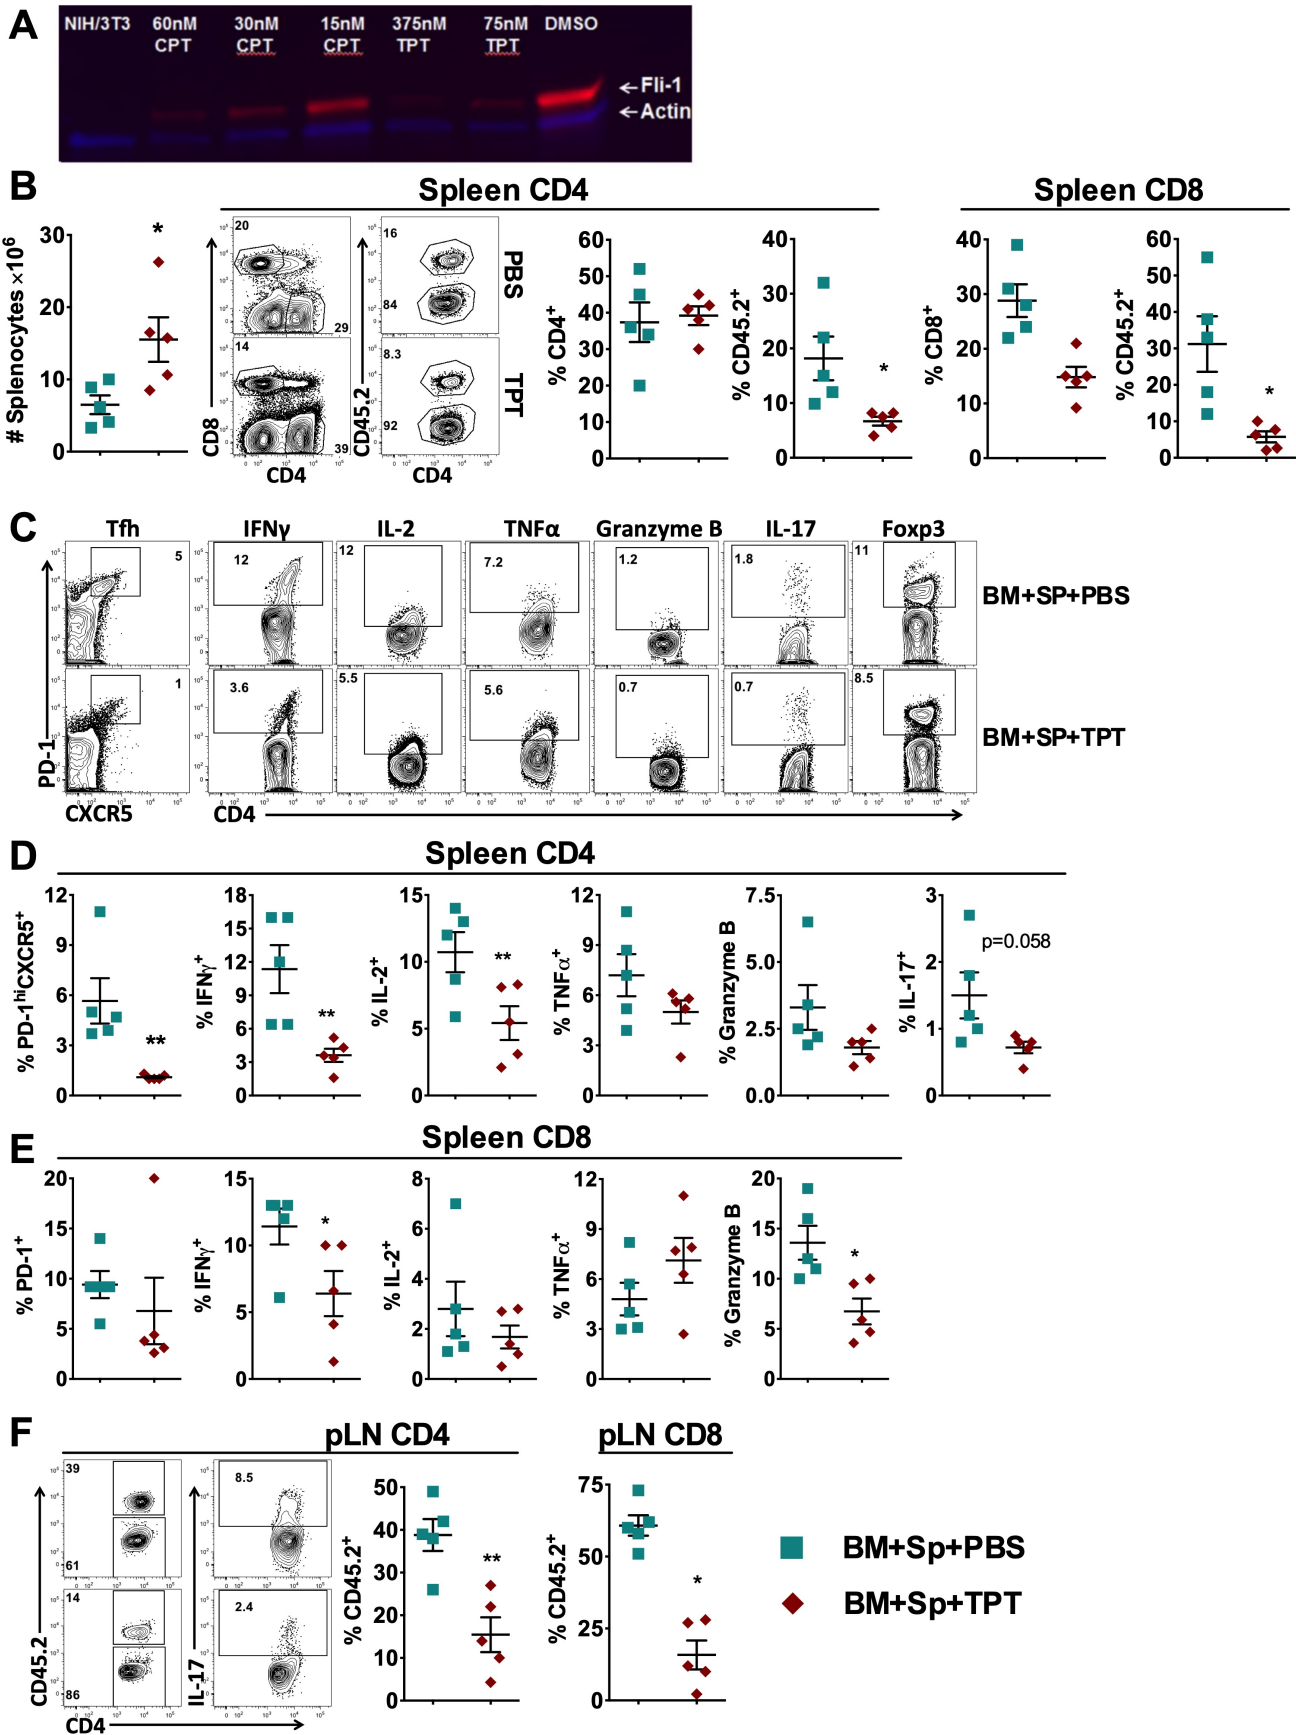 A
NIH/3T3 60nM 30nM 15nM 375nM 75nM DMSO
CPT CPT CPT TPT TPT
←Fli-1
←Actin
B
Spleen CD4
Spleen CD8
# Splenocytes ×10⁶
30
20
10
0
*
CD8
CD4
20
29
14
39
CD45.2
CD4
16
84
8.3
92
PBS
TPT
% CD4⁺
60
50
40
30
20
10
0
% CD45.2⁺
40
30
20
10
0
*
% CD8⁺
40
30
20
10
0
% CD45.2⁺
60
50
40
30
20
10
0
*
C
Tfh IFNγ IL-2 TNFα Granzyme B IL-17 Foxp3
5 12 12 7.2 1.2 1.8 11
BM+SP+PBS
1 3.6 5.5 5.6 0.7 0.7 8.5
BM+SP+TPT
PD-1
CXCR5
CD4
D
Spleen CD4
% PD-1ʰⁱCXCR5⁺
12
9
6
3
0
**
% IFNγ⁺
18
15
12
9
6
3
0
**
% IL-2⁺
15
10
5
0
**
% TNFα⁺
12
9
6
3
0
% Granzyme B
7.5
5.0
2.5
0.0
% IL-17⁺
3
2
1
0
p=0.058
E
Spleen CD8
% PD-1⁺
20
15
10
5
0
% IFNγ⁺
15
10
5
0
*
% IL-2⁺
8
6
4
2
0
% TNFα⁺
12
9
6
3
0
% Granzyme B
20
15
10
5
0
*
F
pLN CD4
pLN CD8
CD45.2
CD4
39
61
14
86
IL-17
8.5
2.4
% CD45.2⁺
50
40
30
20
10
0
**
% CD45.2⁺
75
50
25
0
*
BM+Sp+PBS
BM+Sp+TPT